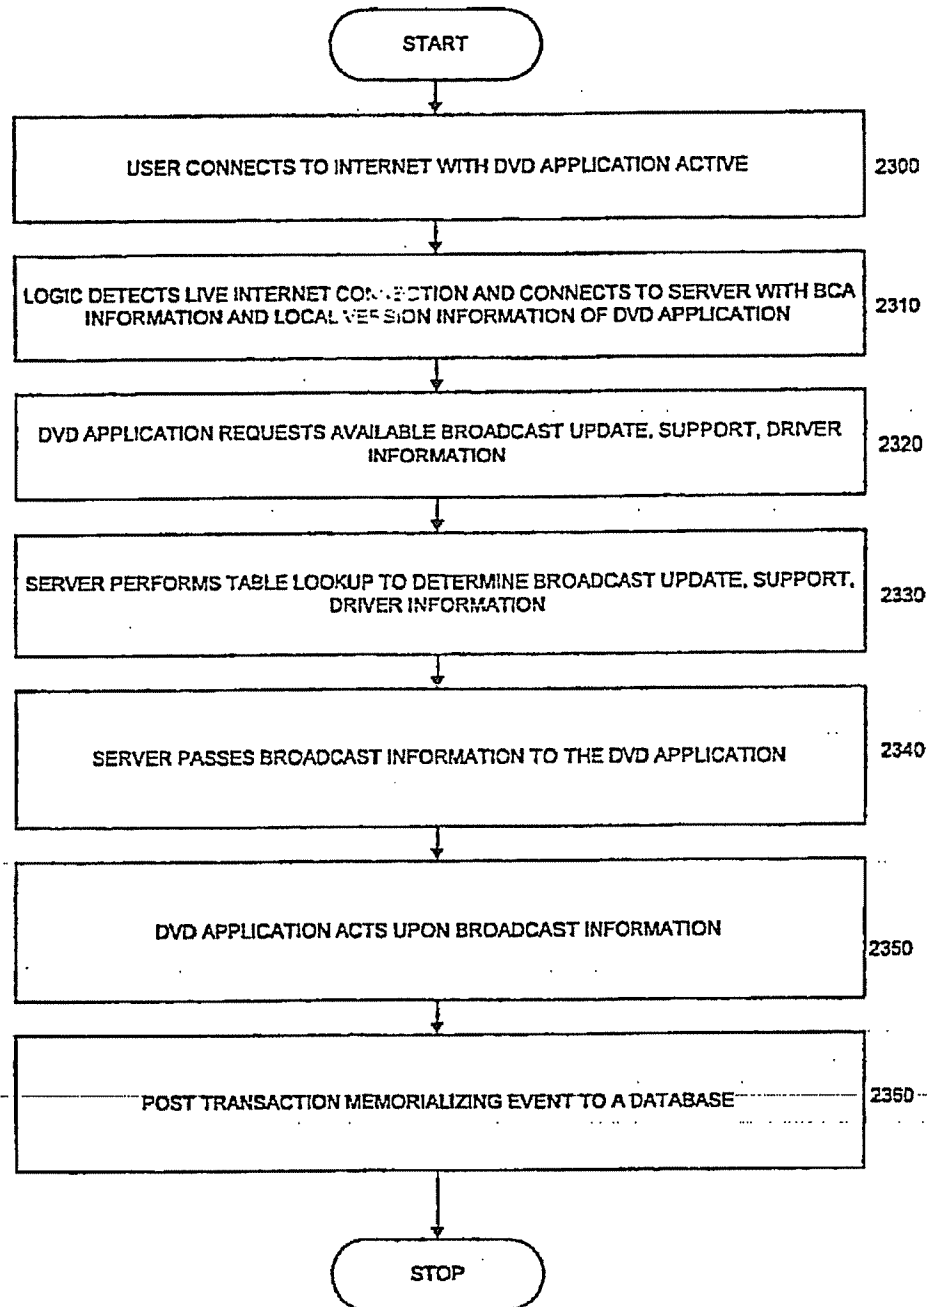 START
USER CONNECTS TO INTERNET WITH DVD APPLICATION ACTIVE
2300
LOGIC DETECTS LIVE INTERNET CONNECTION AND CONNECTS TO SERVER WITH BCA
INFORMATION AND LOCAL VERSION INFORMATION OF DVD APPLICATION
2310
DVD APPLICATION REQUESTS AVAILABLE BROADCAST UPDATE, SUPPORT, DRIVER
INFORMATION
2320
SERVER PERFORMS TABLE LOOKUP TO DETERMINE BROADCAST UPDATE, SUPPORT,
DRIVER INFORMATION
2330
SERVER PASSES BROADCAST INFORMATION TO THE DVD APPLICATION
2340
DVD APPLICATION ACTS UPON BROADCAST INFORMATION
2350
POST TRANSACTION MEMORIALIZING EVENT TO A DATABASE
2360
STOP